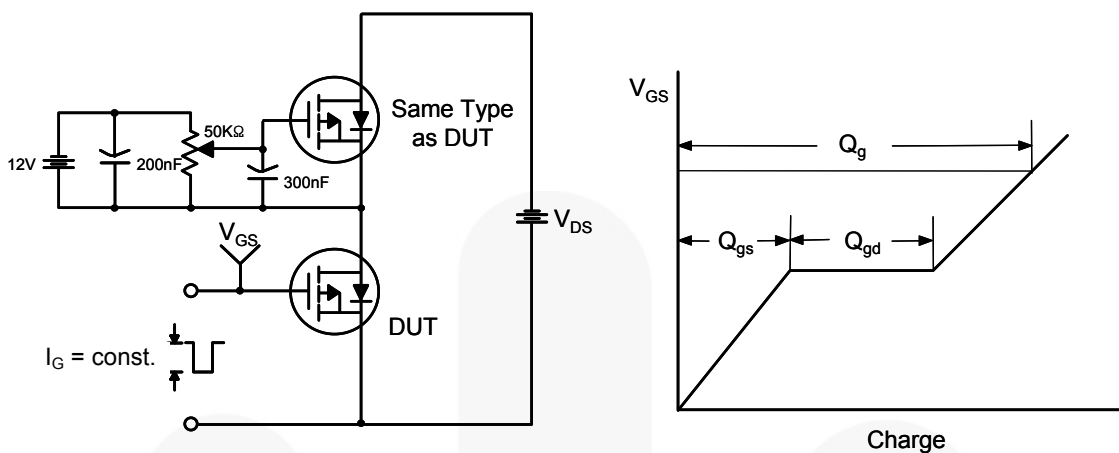 Same Type
as DUT
50KΩ
12V
200nF
300nF
V_DS
V_GS
DUT
I_G = const.
V_GS
Q_g
Q_gs
Q_gd
Charge